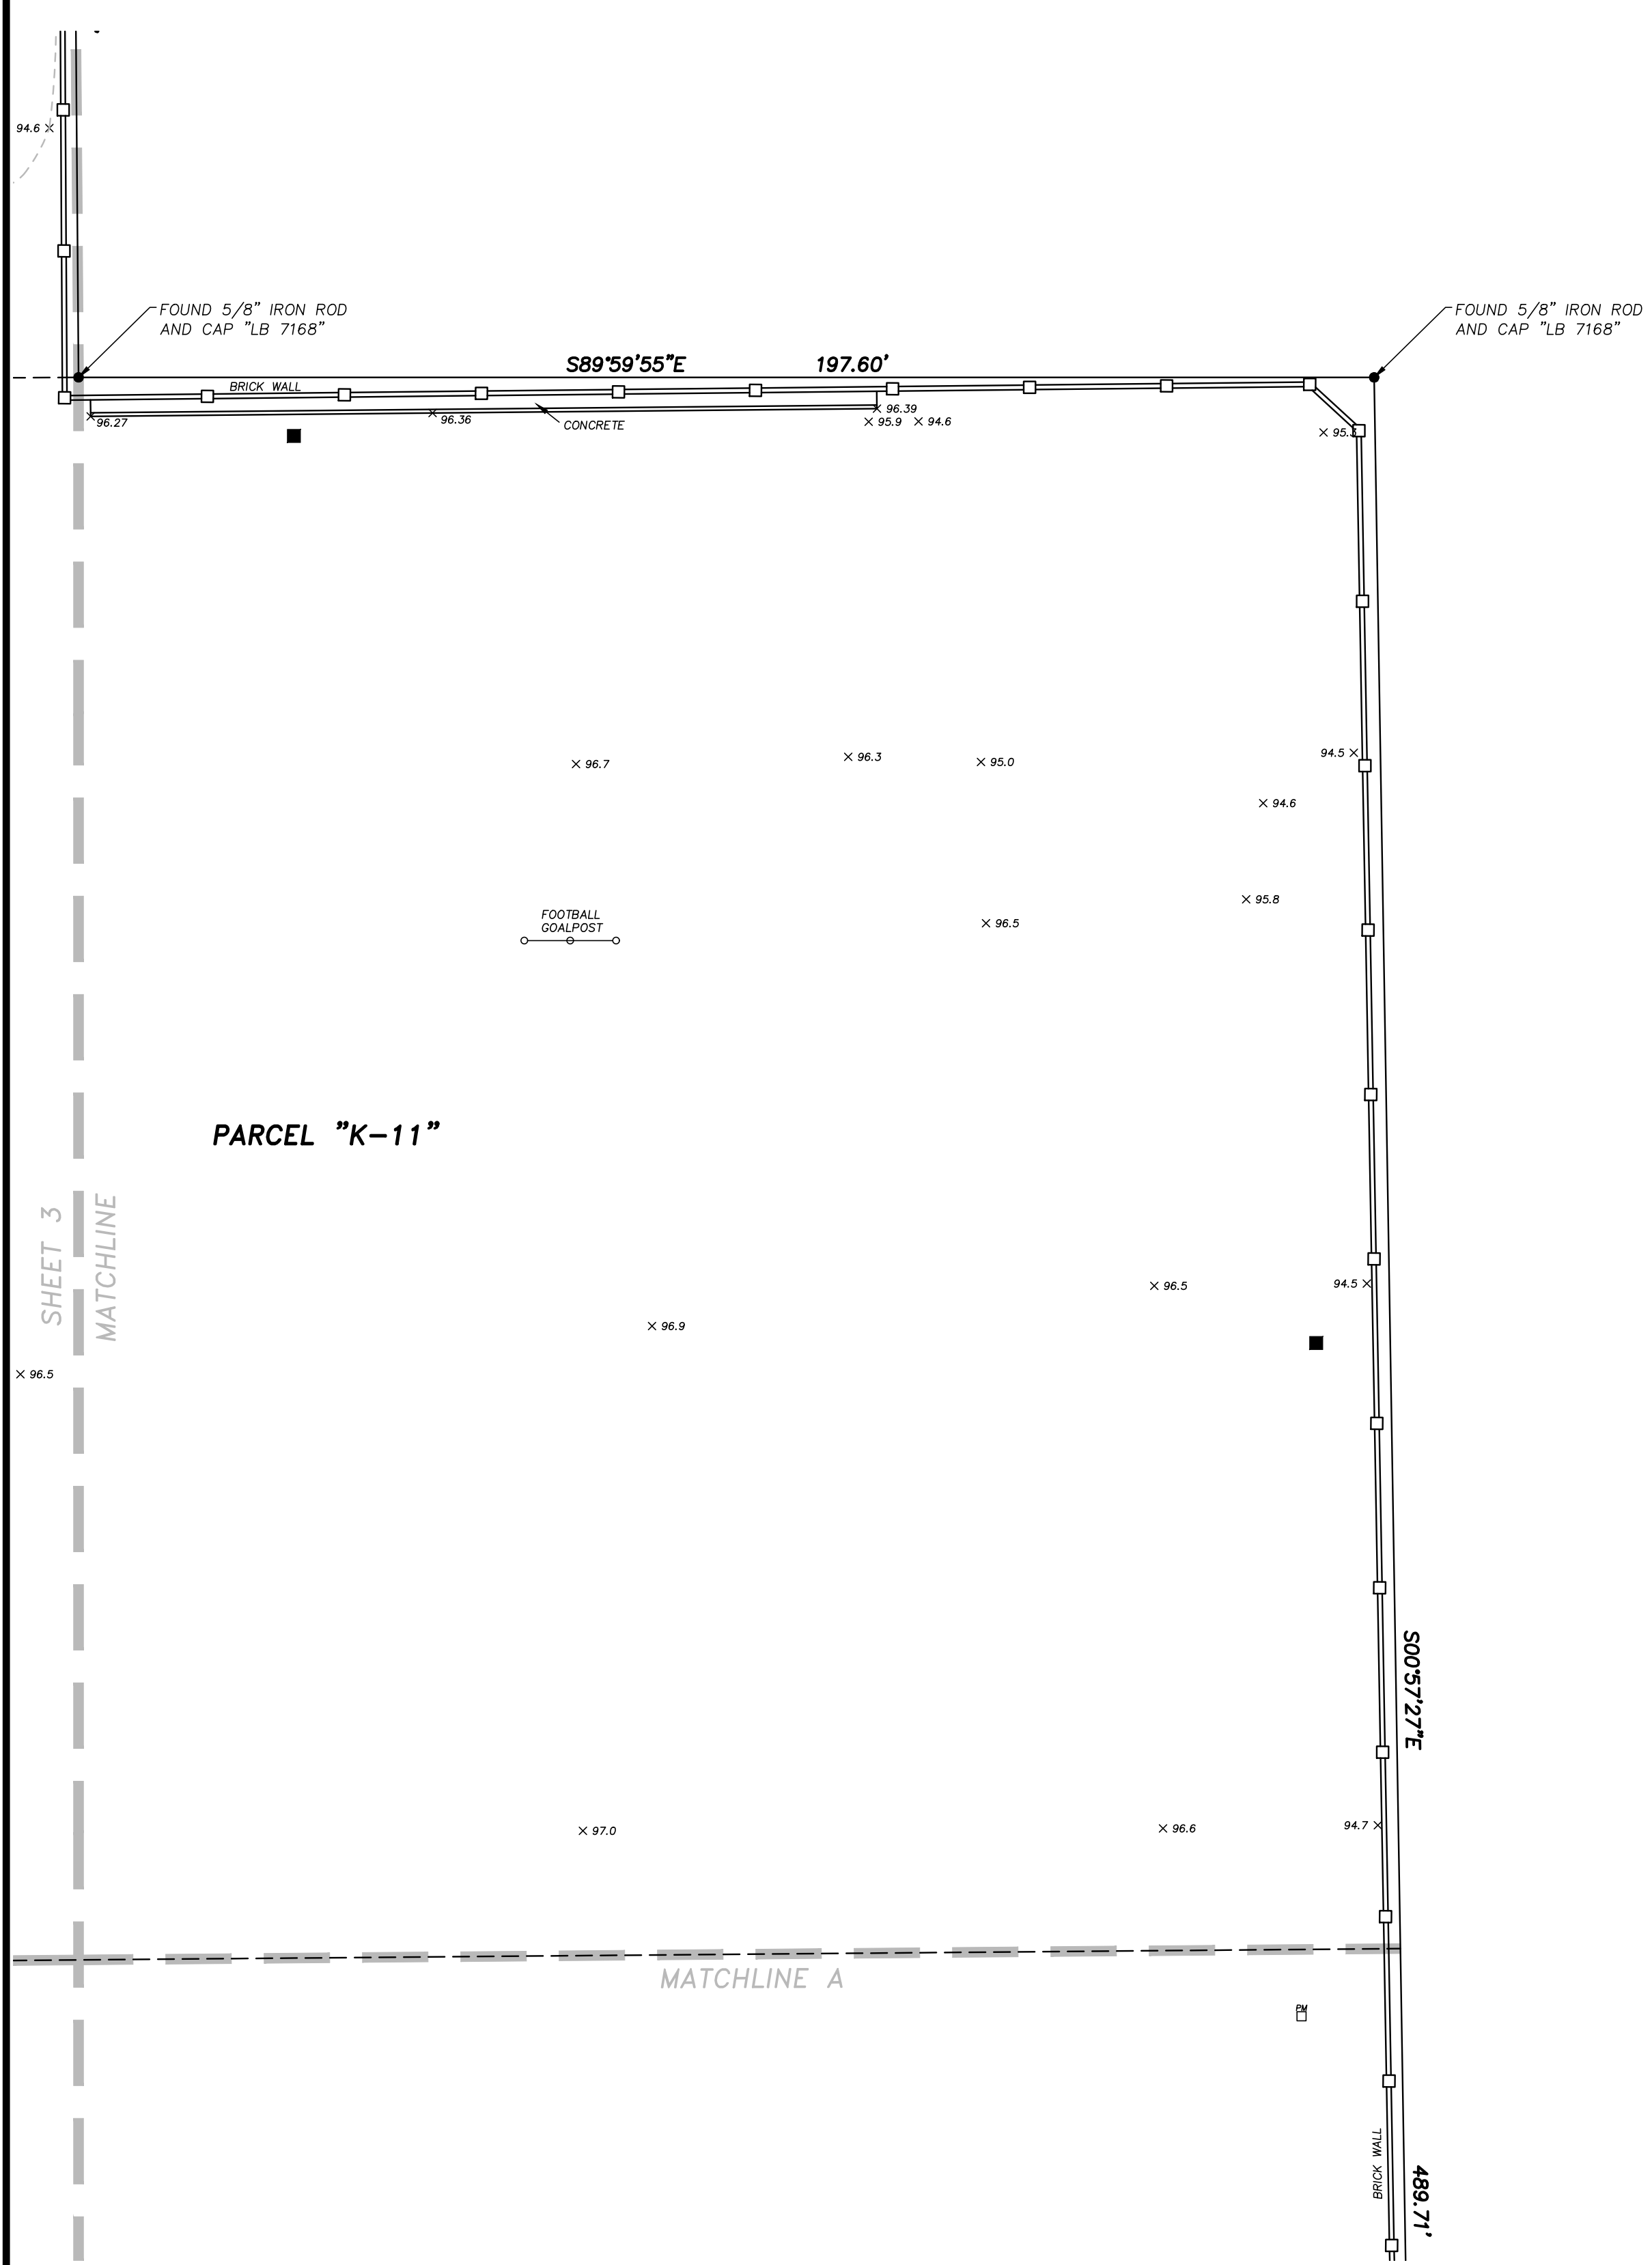 94.6
FOUND 5/8" IRON ROD
AND CAP "LB 7168"
FOUND 5/8" IRON ROD
AND CAP "LB 7168"
S89°59'55"E 197.60'
BRICK WALL
96.27
96.36
CONCRETE
96.39
95.9
94.6
96.7
96.3
95.0
94.5
94.6
95.8
96.5
FOOTBALL
GOALPOST
PARCEL "K-11"
SHEET 3
MATCHLINE
96.5
94.5
96.9
96.5
S00°57'27"E
97.0
96.6
94.7
MATCHLINE A
PM
BRICK WALL
489.71'